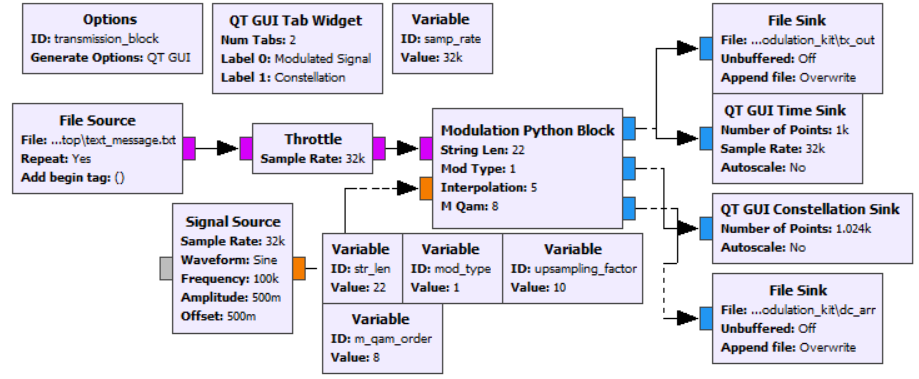 Options
ID: transmission_block
Generate Options: QT GUI
QT GUI Tab Widget
Num Tabs: 2
Label 0: Modulated Signal
Label 1: Constellation
Variable
ID: samp_rate
Value: 32k
File Sink
File: ...odulation_kit\tx_out
Unbuffered: Off
Append file: Overwrite
File Source
File: ...top\text_message.txt
Repeat: Yes
Add begin tag: ()
Throttle
Sample Rate: 32k
Modulation Python Block
String Len: 22
Mod Type: 1
Interpolation: 5
M Qam: 8
QT GUI Time Sink
Number of Points: 1k
Sample Rate: 32k
Autoscale: No
Signal Source
Sample Rate: 32k
Waveform: Sine
Frequency: 100k
Amplitude: 500m
Offset: 500m
Variable
ID: str_len
Value: 22
Variable
ID: mod_type
Value: 1
Variable
ID: upsampling_factor
Value: 10
QT GUI Constellation Sink
Number of Points: 1.024k
Autoscale: No
Variable
ID: m_qam_order
Value: 8
File Sink
File: ...odulation_kit\dc_arr
Unbuffered: Off
Append file: Overwrite